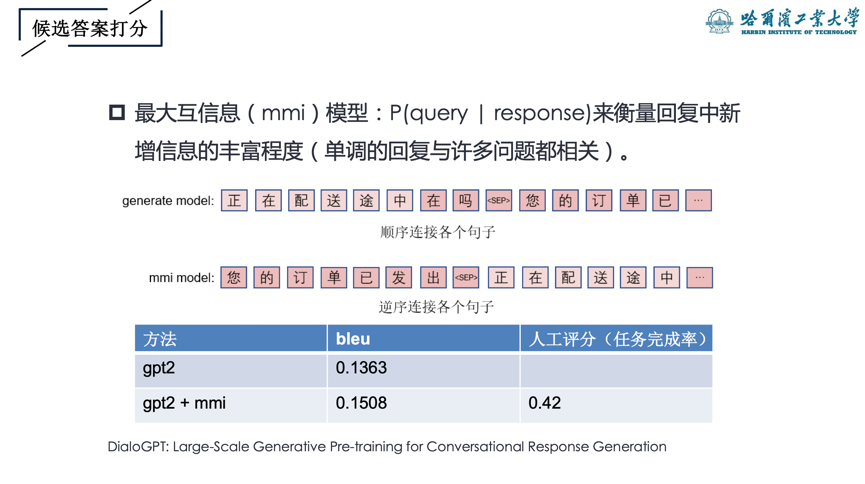 候选答案打分
哈尔滨工业大学
HARBIN INSTITUTE OF TECHNOLOGY
最大互信息（mmi）模型：P(query | response)来衡量回复中新
增信息的丰富程度（单调的回复与许多问题都相关）。
generate model: 正 在 配 送 途 中 在 吗 <SEP> 您 的 订 单 已 ...
顺序连接各个句子
mmi model: 您 的 订 单 已 发 出 <SEP> 正 在 配 送 途 中 ...
逆序连接各个句子
方法 bleu 人工评分（任务完成率）
gpt2 0.1363
gpt2 + mmi 0.1508 0.42
DialoGPT: Large-Scale Generative Pre-training for Conversational Response Generation